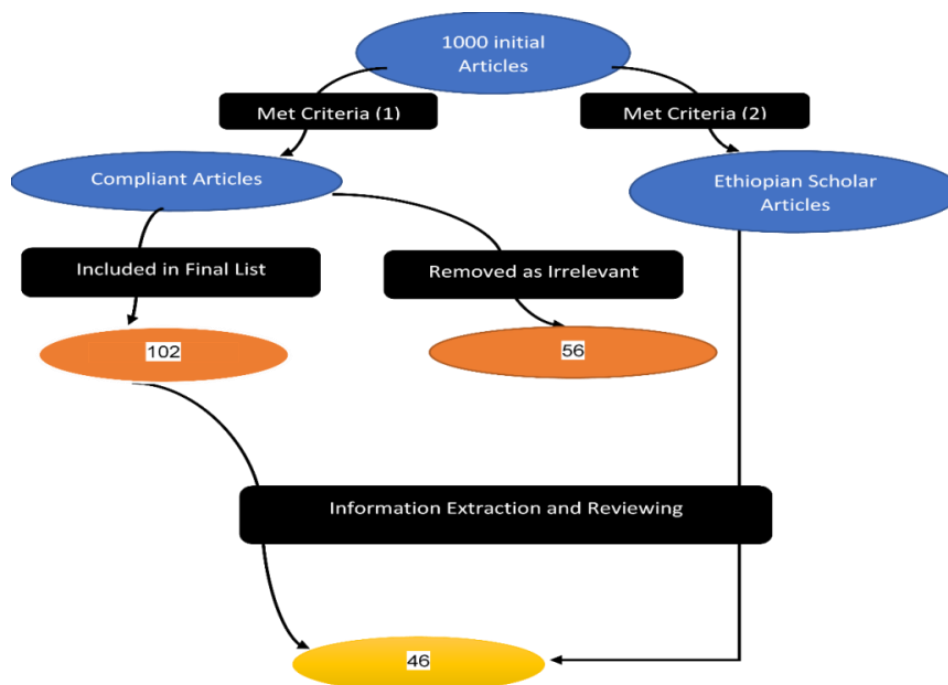 1000 initial
Articles
Met Criteria (1)
Met Criteria (2)
Compliant Articles
Ethiopian Scholar
Articles
Included in Final List
Removed as Irrelevant
102
56
Information Extraction and Reviewing
46